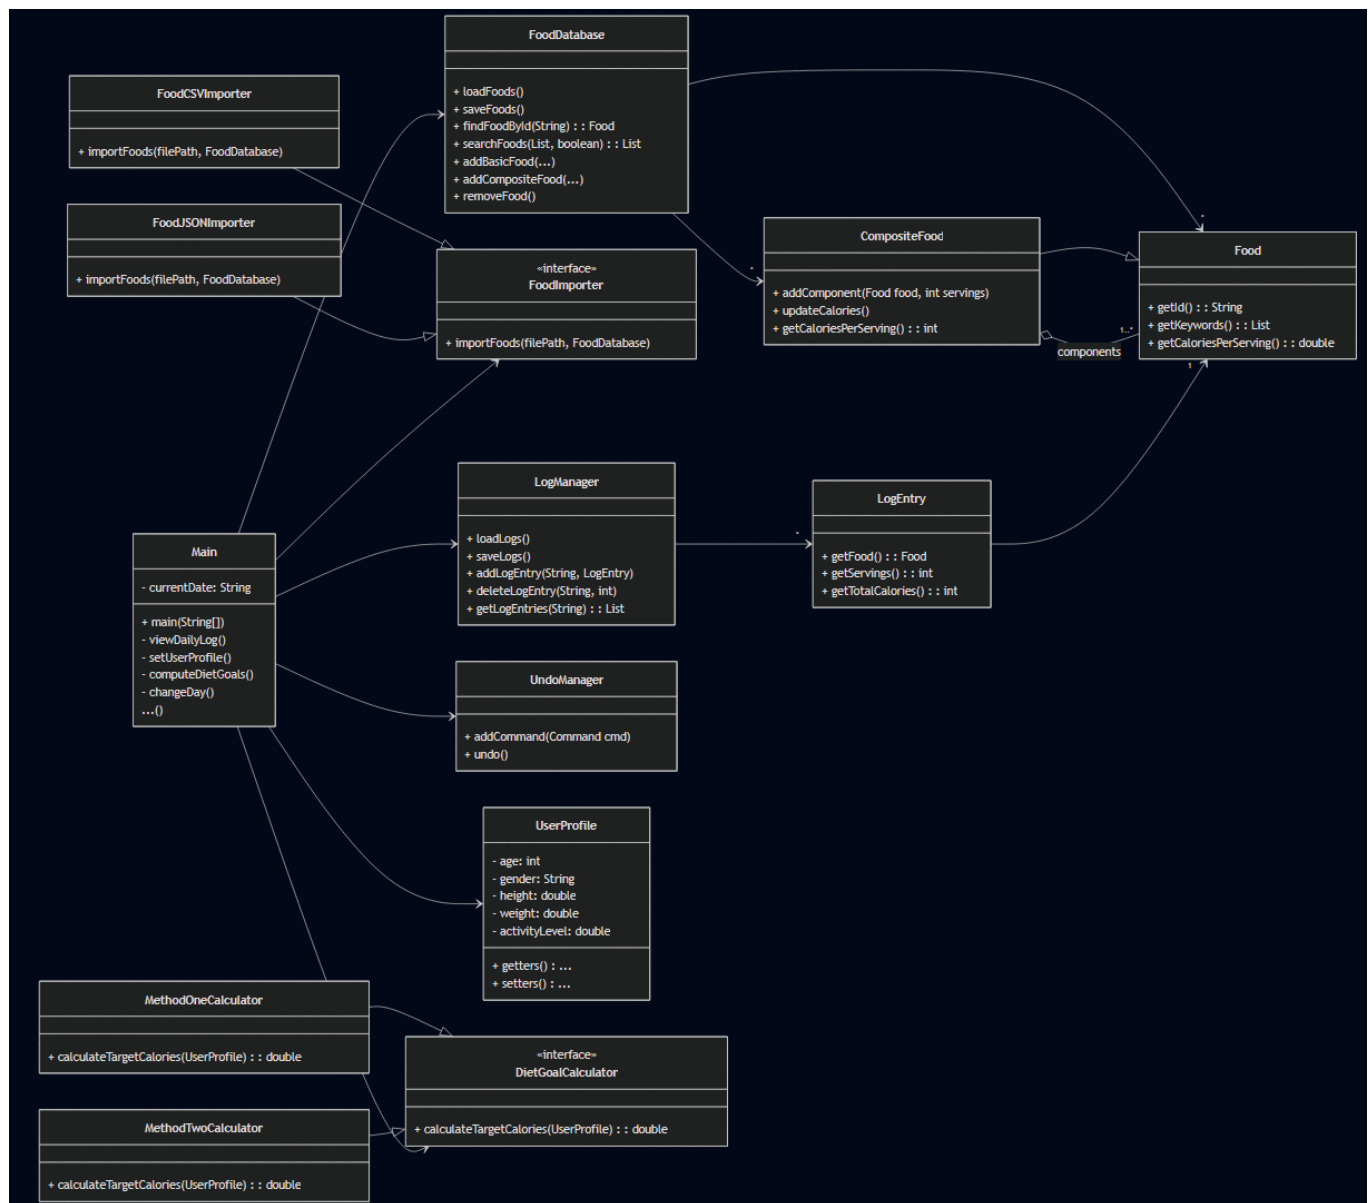 FoodDatabase
+ loadFoods()
+ saveFoods()
+ findFoodById(String) : : Food
+ searchFoods(List, boolean) : : List
+ addBasicFood(...)
+ addCompositeFood(...)
+ removeFood()
FoodCSVImporter
+ importFoods(filePath, FoodDatabase)
FoodJSONImporter
+ importFoods(filePath, FoodDatabase)
«interface»
FoodImporter
+ importFoods(filePath, FoodDatabase)
*
CompositeFood
+ addComponent(Food food, int servings)
+ updateCalories()
+ getCaloriesPerServing() : : int
*
Food
+ getId() : : String
+ getKeywords() : : List
+ getCaloriesPerServing() : : double
1..*
components
1
LogManager
+ loadLogs()
+ saveLogs()
+ addLogEntry(String, LogEntry)
+ deleteLogEntry(String, int)
+ getLogEntries(String) : : List
*
LogEntry
+ getFood() : : Food
+ getServings() : : int
+ getTotalCalories() : : int
Main
- currentDate: String
+ main(String[])
- viewDailyLog()
- setUserProfile()
- computeDietGoals()
- changeDay()
...()
UndoManager
+ addCommand(Command cmd)
+ undo()
UserProfile
- age: int
- gender: String
- height: double
- weight: double
- activityLevel: double
+ getters() : ...
+ setters() : ...
MethodOneCalculator
+ calculateTargetCalories(UserProfile) : : double
«interface»
DietGoalCalculator
+ calculateTargetCalories(UserProfile) : : double
MethodTwoCalculator
+ calculateTargetCalories(UserProfile) : : double